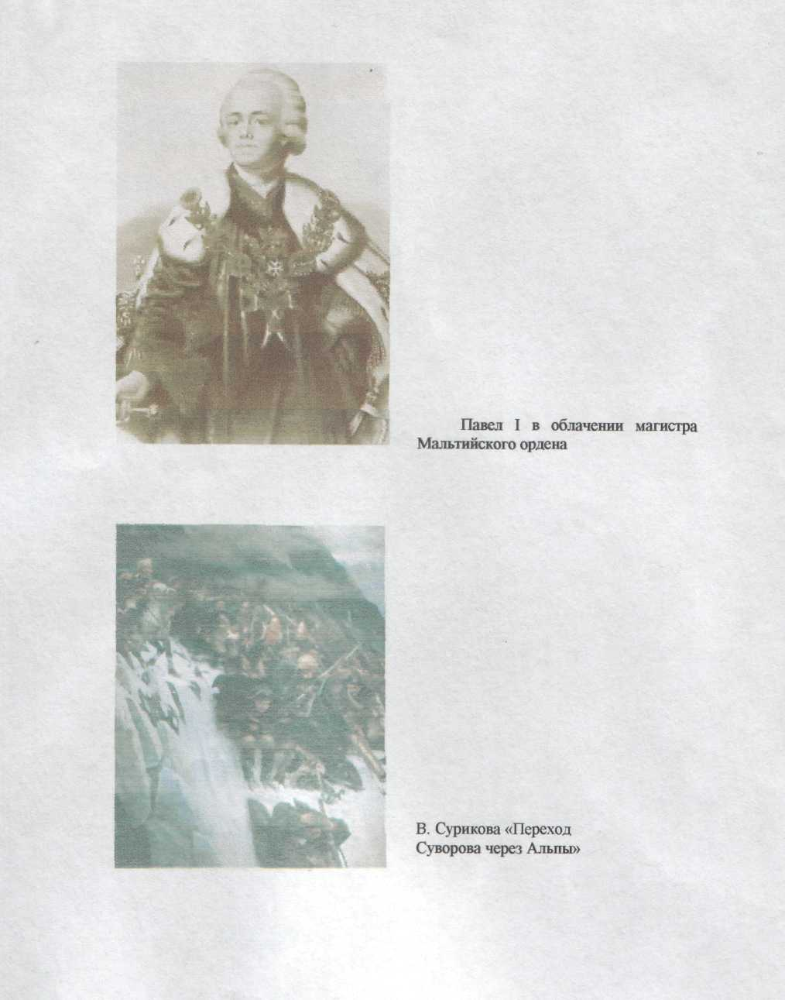 Павел I в облачении магистра
Мальтийского ордена
В. Сурикова «Переход
Суворова через Альпы»